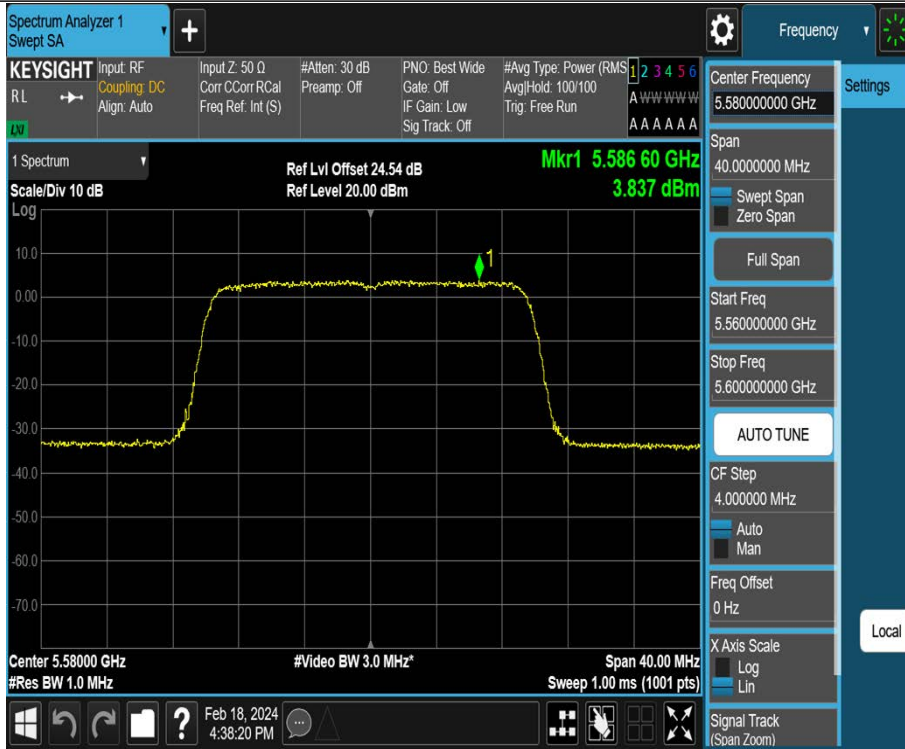 Spectrum Analyzer 1
Swept SA
+
Frequency
KEYSIGHT
RL
LXI
Input: RF
Coupling: DC
Align: Auto
Input Z: 50 Ω
Corr CCorr RCal
Freq Ref: Int (S)
#Atten: 30 dB
Preamp: Off
PNO: Best Wide
Gate: Off
IF Gain: Low
Sig Track: Off
#Avg Type: Power (RMS
Avg|Hold: 100/100
Trig: Free Run
1 2 3 4 5 6
A W W W W W
A A A A A A
1 Spectrum
Scale/Div 10 dB
Ref Lvl Offset 24.54 dB
Ref Level 20.00 dBm
Mkr1 5.586 60 GHz
3.837 dBm
Log
1
10.0
0.00
-10.0
-20.0
-30.0
-40.0
-50.0
-60.0
-70.0
Center 5.58000 GHz
#Res BW 1.0 MHz
#Video BW 3.0 MHz*
Span 40.00 MHz
Sweep 1.00 ms (1001 pts)
Center Frequency
5.580000000 GHz
Settings
Span
40.0000000 MHz
Swept Span
Zero Span
Full Span
Start Freq
5.560000000 GHz
Stop Freq
5.600000000 GHz
AUTO TUNE
CF Step
4.000000 MHz
Auto
Man
Freq Offset
0 Hz
Local
X Axis Scale
Log
Lin
Signal Track
(Span Zoom)
?
Feb 18, 2024
4:38:20 PM